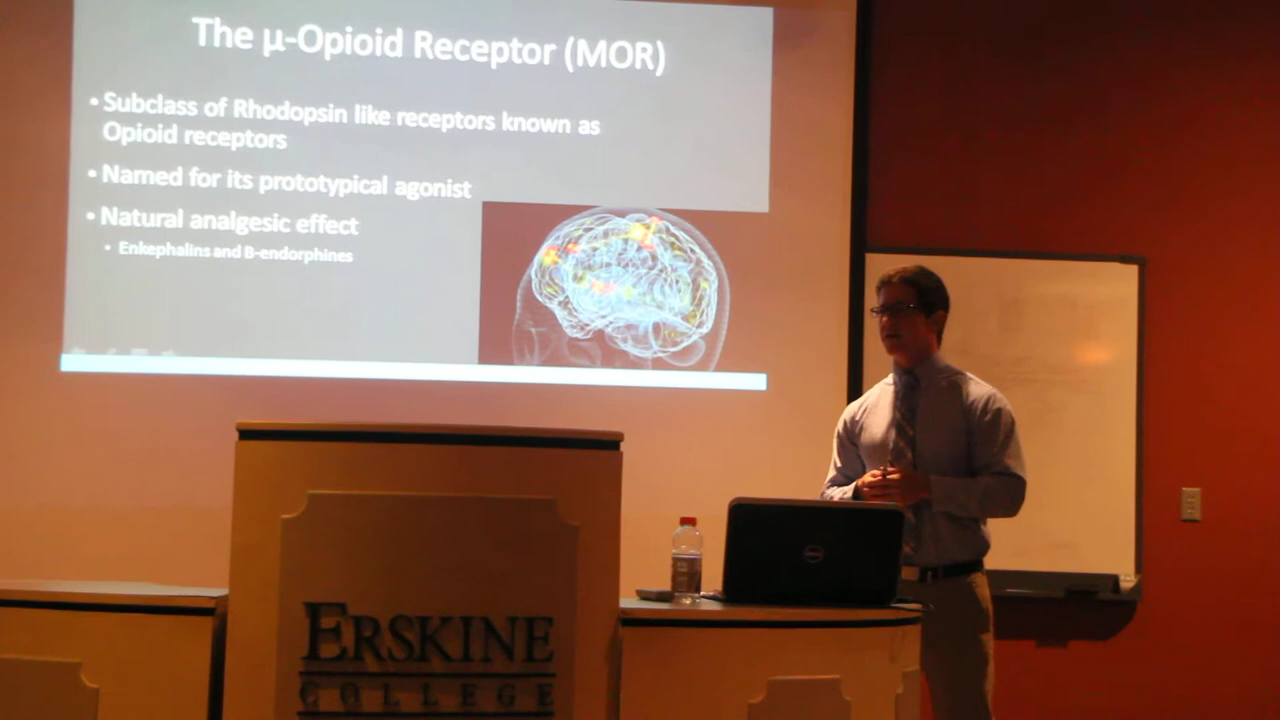 The µ-Opioid Receptor (MOR)
• Subclass of Rhodopsin like receptors known as
Opioid receptors
• Named for its prototypical agonist
• Natural analgesic effect
• Enkephalins and B-endorphines
ERSKINE
COLLEGE